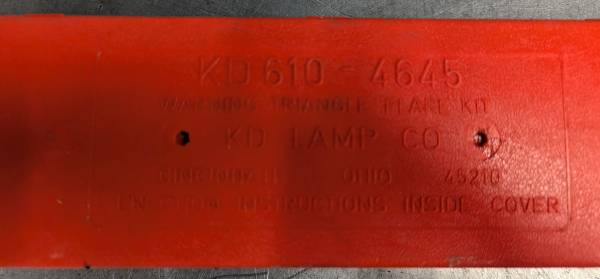 KD 610-4645
WARNING TRIANGLE FLARE KIT
KD LAMP CO
CINCINNATI OHIO 45210
INSTRUCTIONS INSIDE COVER